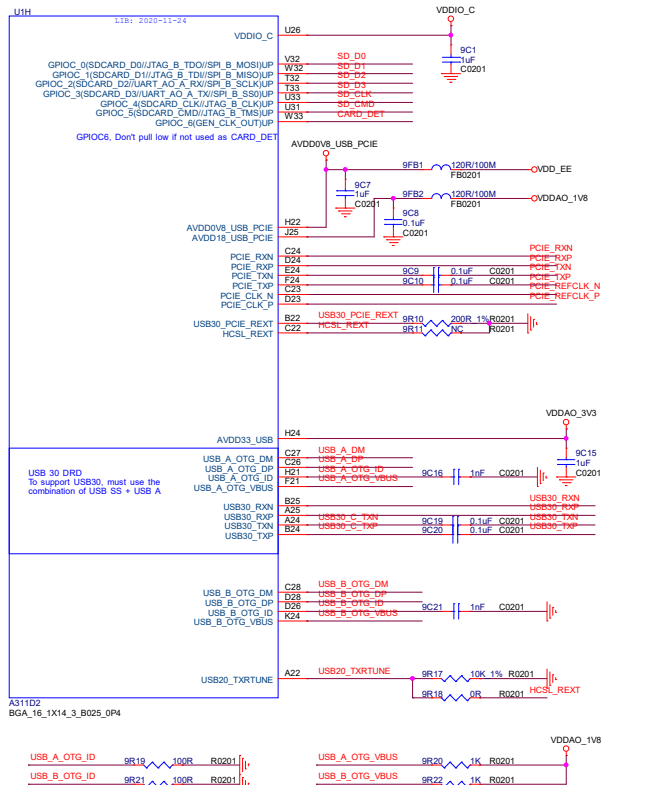 U1H
LIB: 2020-11-24
VDDIO_C
VDDIO_C U26
9C1
1uF
C0201
GPIOC_0(SDCARD_D0//JTAG_B_TDO//SPI_B_MOSI)UP V32 SD_D0
GPIOC_1(SDCARD_D1//JTAG_B_TDI//SPI_B_MISO)UP W32 SD_D1
GPIOC_2(SDCARD_D2//UART_AO_A_RX//SPI_B_SCLK)UP T32 SD_D2
GPIOC_3(SDCARD_D3//UART_AO_A_TX//SPI_B_SS0)UP T33 SD_D3
GPIOC_4(SDCARD_CLK//JTAG_B_CLK)UP U33 SD_CLK
GPIOC_5(SDCARD_CMD//JTAG_B_TMS)UP U31 SD_CMD
GPIOC_6(GEN_CLK_OUT)UP W33 CARD_DET
GPIOC6, Don't pull low if not used as CARD_DET
AVDD0V8_USB_PCIE
9FB1 120R/100M VDD_EE
FB0201
9C7
1uF
C0201
9FB2 120R/100M VDDAO_1V8
FB0201
9C8
0.1uF
C0201
AVDD0V8_USB_PCIE H22
AVDD18_USB_PCIE J25
PCIE_RXN C24 PCIE_RXN
PCIE_RXP D24 PCIE_RXP
PCIE_TXN E24 9C9 0.1uF C0201 PCIE_TXN
PCIE_TXP F24 9C10 0.1uF C0201 PCIE_TXP
PCIE_CLK_N C23 PCIE_REFCLK_N
PCIE_CLK_P D23 PCIE_REFCLK_P
USB30_PCIE_REXT B22 USB30_PCIE_REXT 9R10 200R_1% R0201
HCSL_REXT C22 HCSL_REXT 9R11 NC R0201
VDDAO_3V3
AVDD33_USB H24
9C15
1uF
C0201
USB 30 DRD
To support USB30, must use the
combination of USB SS + USB A
USB_A_OTG_DM C27 USB_A_DM
USB_A_OTG_DP C26 USB_A_DP
USB_A_OTG_ID H21 USB_A_OTG_ID 9C16 1nF C0201
USB_A_OTG_VBUS F21 USB_A_OTG_VBUS
USB30_RXN B25 USB30_RXN
USB30_RXP A25 USB30_RXP
USB30_TXN A24 USB30_C_TXN 9C19 0.1uF C0201 USB30_TXN
USB30_TXP B24 USB30_C_TXP 9C20 0.1uF C0201 USB30_TXP
USB_B_OTG_DM C28 USB_B_OTG_DM
USB_B_OTG_DP D28 USB_B_OTG_DP
USB_B_OTG_ID D26 USB_B_OTG_ID 9C21 1nF C0201
USB_B_OTG_VBUS K24 USB_B_OTG_VBUS
USB20_TXRTUNE A22 USB20_TXRTUNE 9R17 10K_1% R0201
9R18 0R R0201 HCSL_REXT
A311D2
BGA_16_1X14_3_B025_0P4
VDDAO_1V8
USB_A_OTG_ID 9R19 100R R0201 USB_A_OTG_VBUS 9R20 1K R0201
USB_B_OTG_ID 9R21 100R R0201 USB_B_OTG_VBUS 9R22 1K R0201